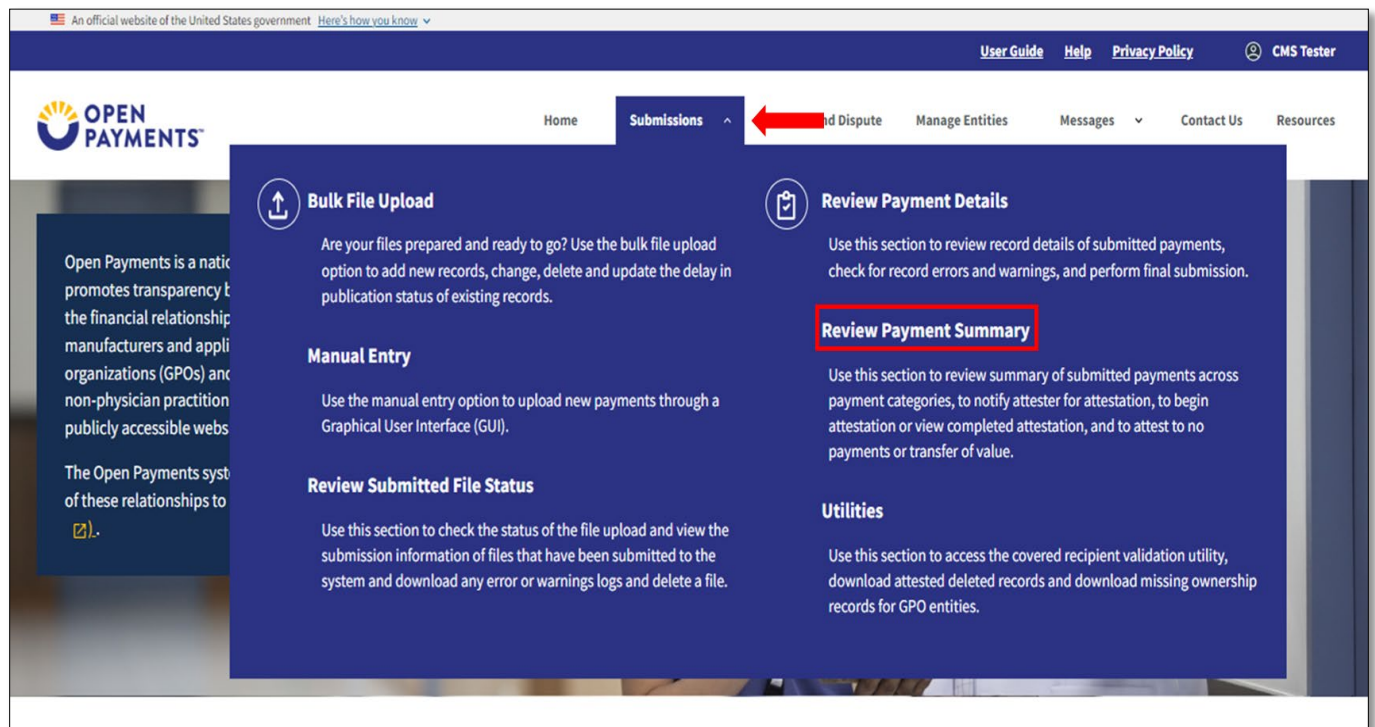 An official website of the United States government Here's how you know
User Guide Help Privacy Policy CMS Tester
OPEN
PAYMENTS™
Home Submissions nd Dispute Manage Entities Messages Contact Us Resources
Bulk File Upload
Are your files prepared and ready to go? Use the bulk file upload
option to add new records, change, delete and update the delay in
publication status of existing records.
Manual Entry
Use the manual entry option to upload new payments through a
Graphical User Interface (GUI).
Review Submitted File Status
Use this section to check the status of the file upload and view the
submission information of files that have been submitted to the
system and download any error or warnings logs and delete a file.
Review Payment Details
Use this section to review record details of submitted payments,
check for record errors and warnings, and perform final submission.
Review Payment Summary
Use this section to review summary of submitted payments across
payment categories, to notify attester for attestation, to begin
attestation or view completed attestation, and to attest to no
payments or transfer of value.
Utilities
Use this section to access the covered recipient validation utility,
download attested deleted records and download missing ownership
records for GPO entities.
Open Payments is a natio
promotes transparency b
the financial relationship
manufacturers and appli
organizations (GPOs) and
non-physician practition
publicly accessible webs
The Open Payments syst
of these relationships to
).